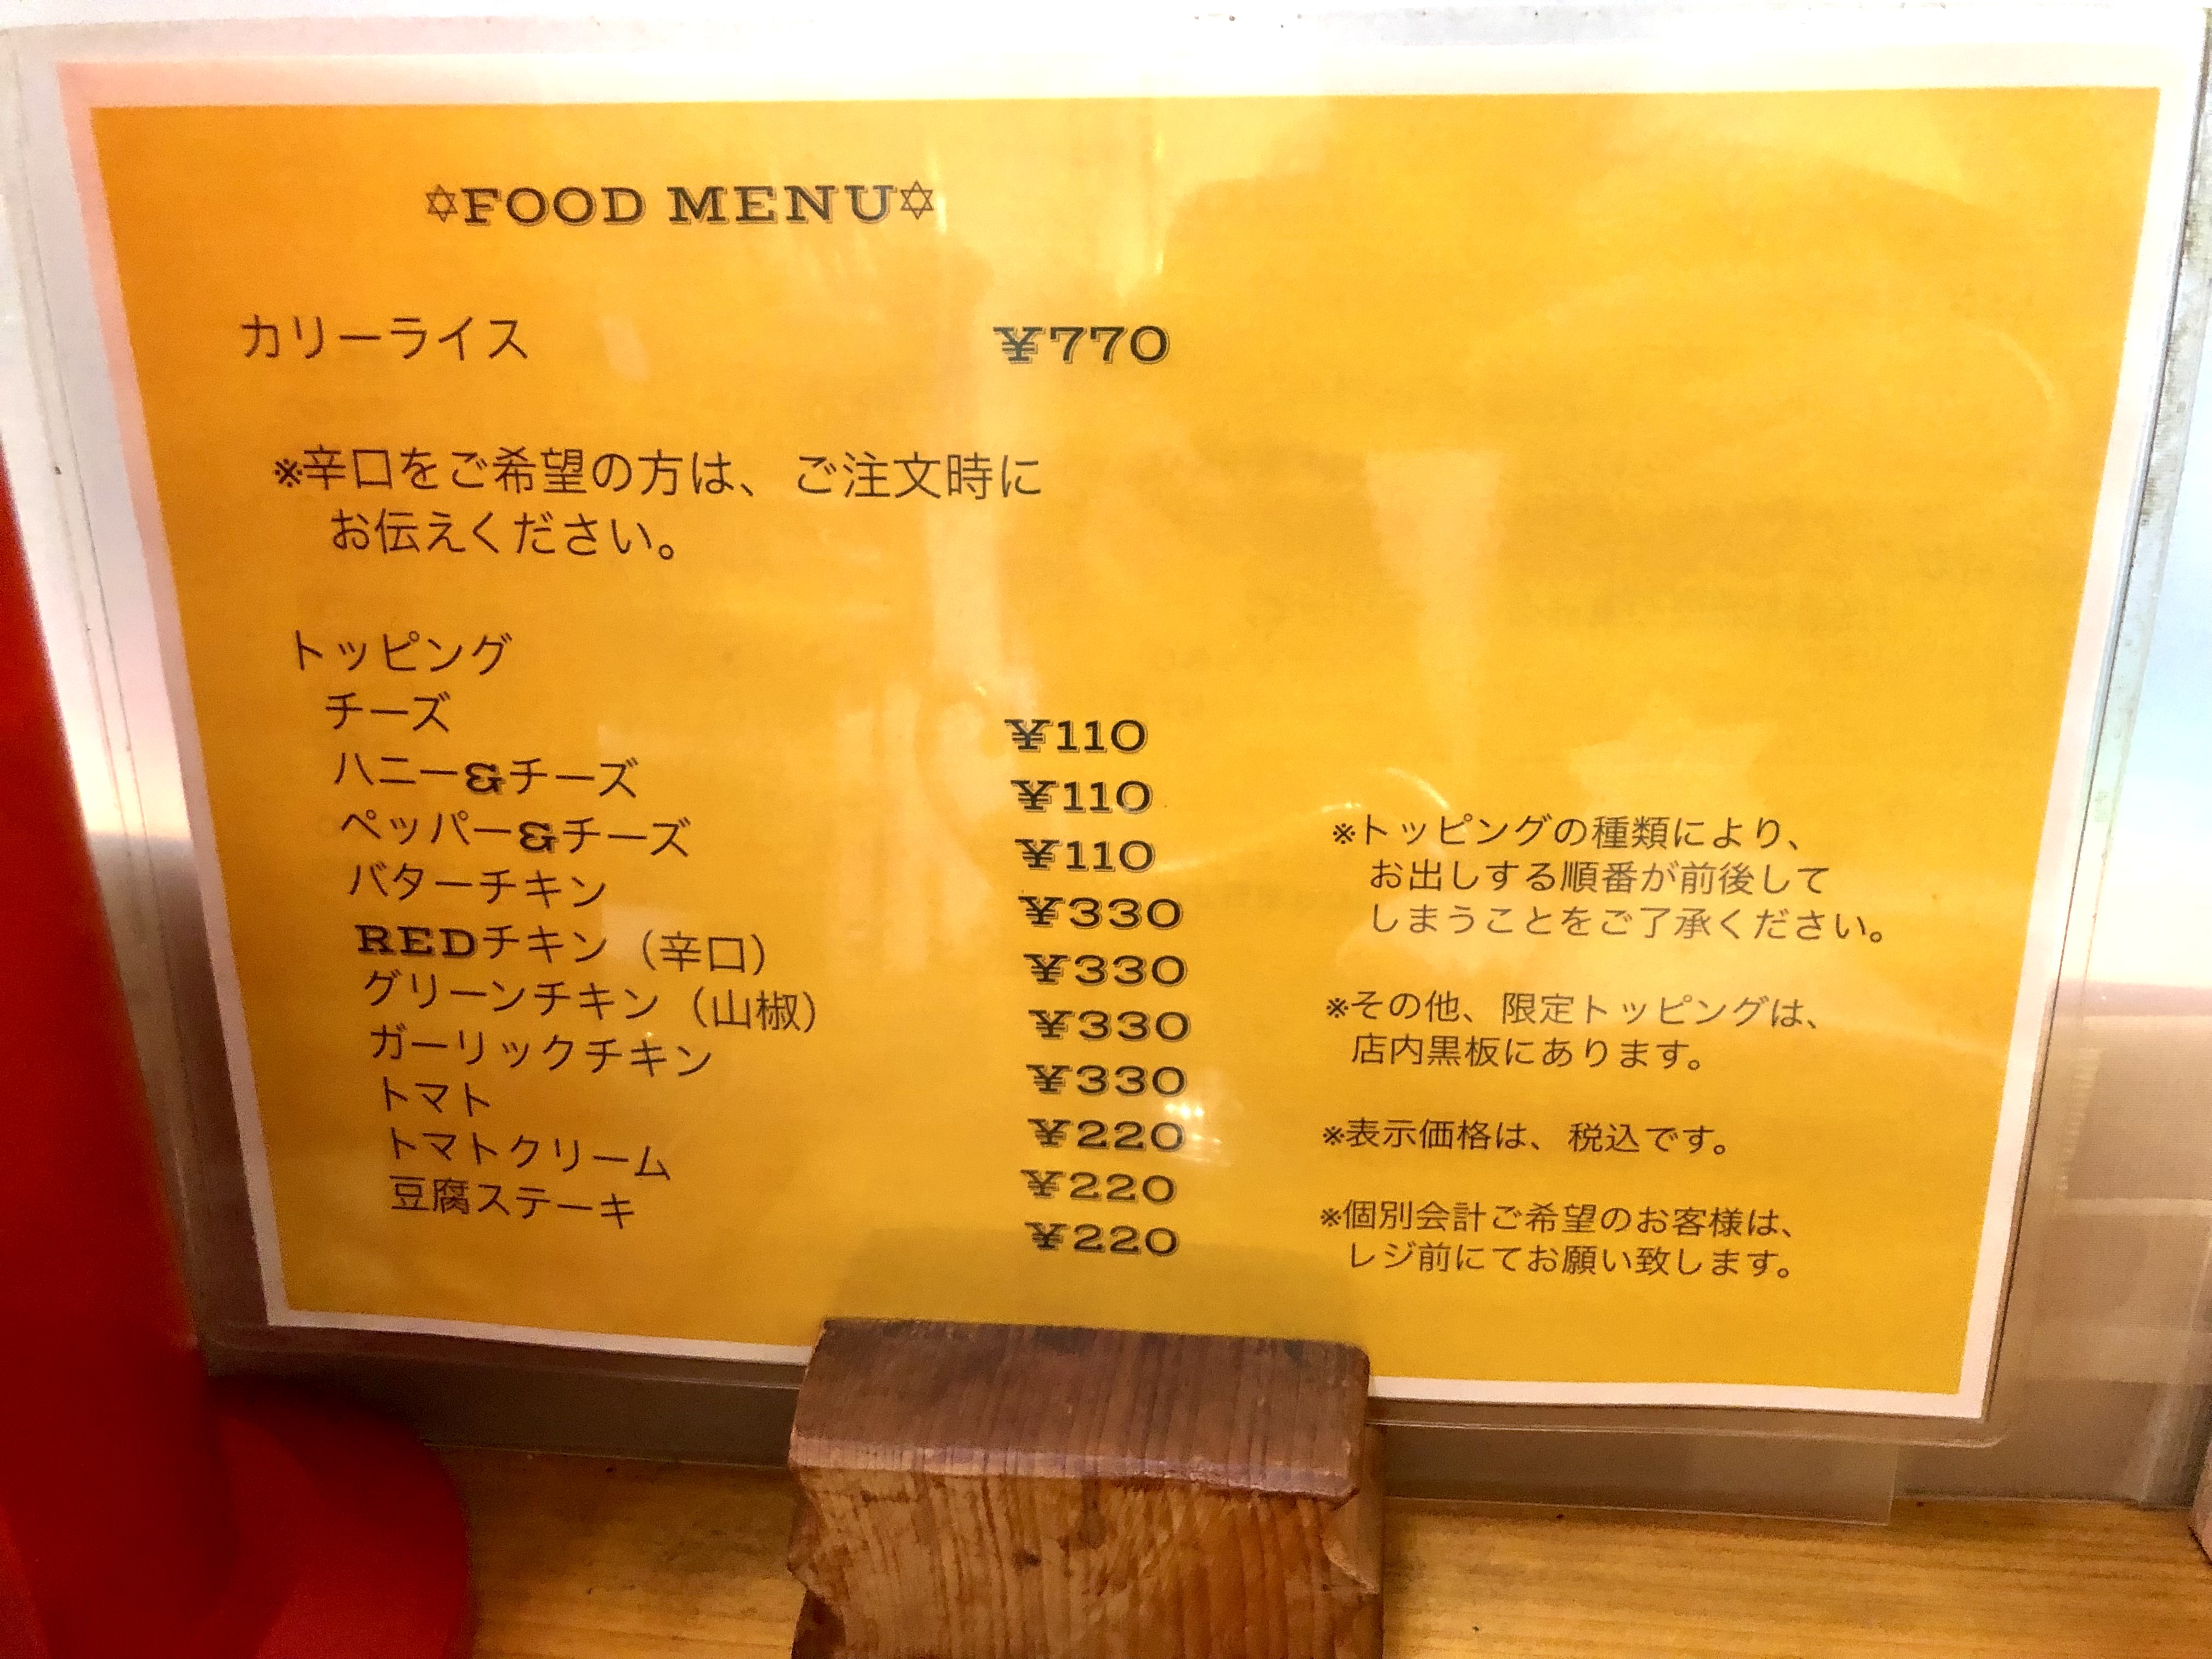 ✡FOOD MENU✡
カリーライス ¥770
※辛口をご希望の方は、ご注文時に
お伝えください。
トッピング
チーズ ¥110
ハニー&チーズ ¥110
ペッパー&チーズ ¥110
バターチキン ¥330
REDチキン（辛口） ¥330
グリーンチキン（山椒） ¥330
ガーリックチキン ¥330
トマト ¥220
トマトクリーム ¥220
豆腐ステーキ ¥220
※トッピングの種類により、
お出しする順番が前後して
しまうことをご了承ください。
※その他、限定トッピングは、
店内黒板にあります。
※表示価格は、税込です。
※個別会計ご希望のお客様は、
レジ前にてお願い致します。